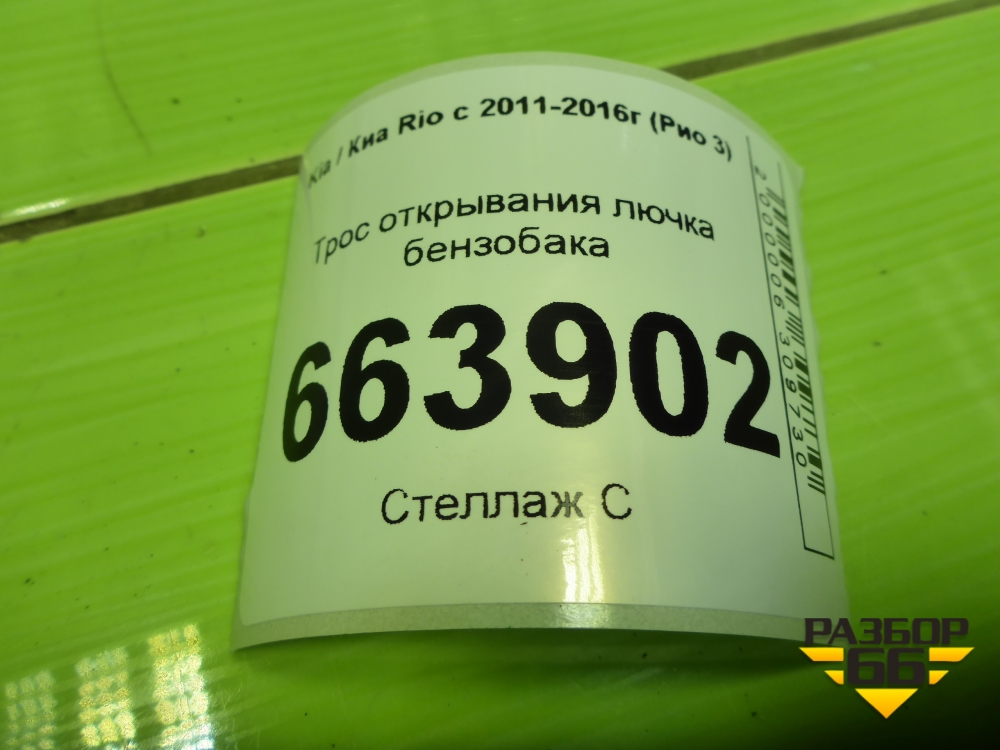 Kia / Киа Rio с 2011-2016г (Рио 3)
Трос открывания лючка
бензобака
663902
Стеллаж С
2000006309730
РАЗБОР
66